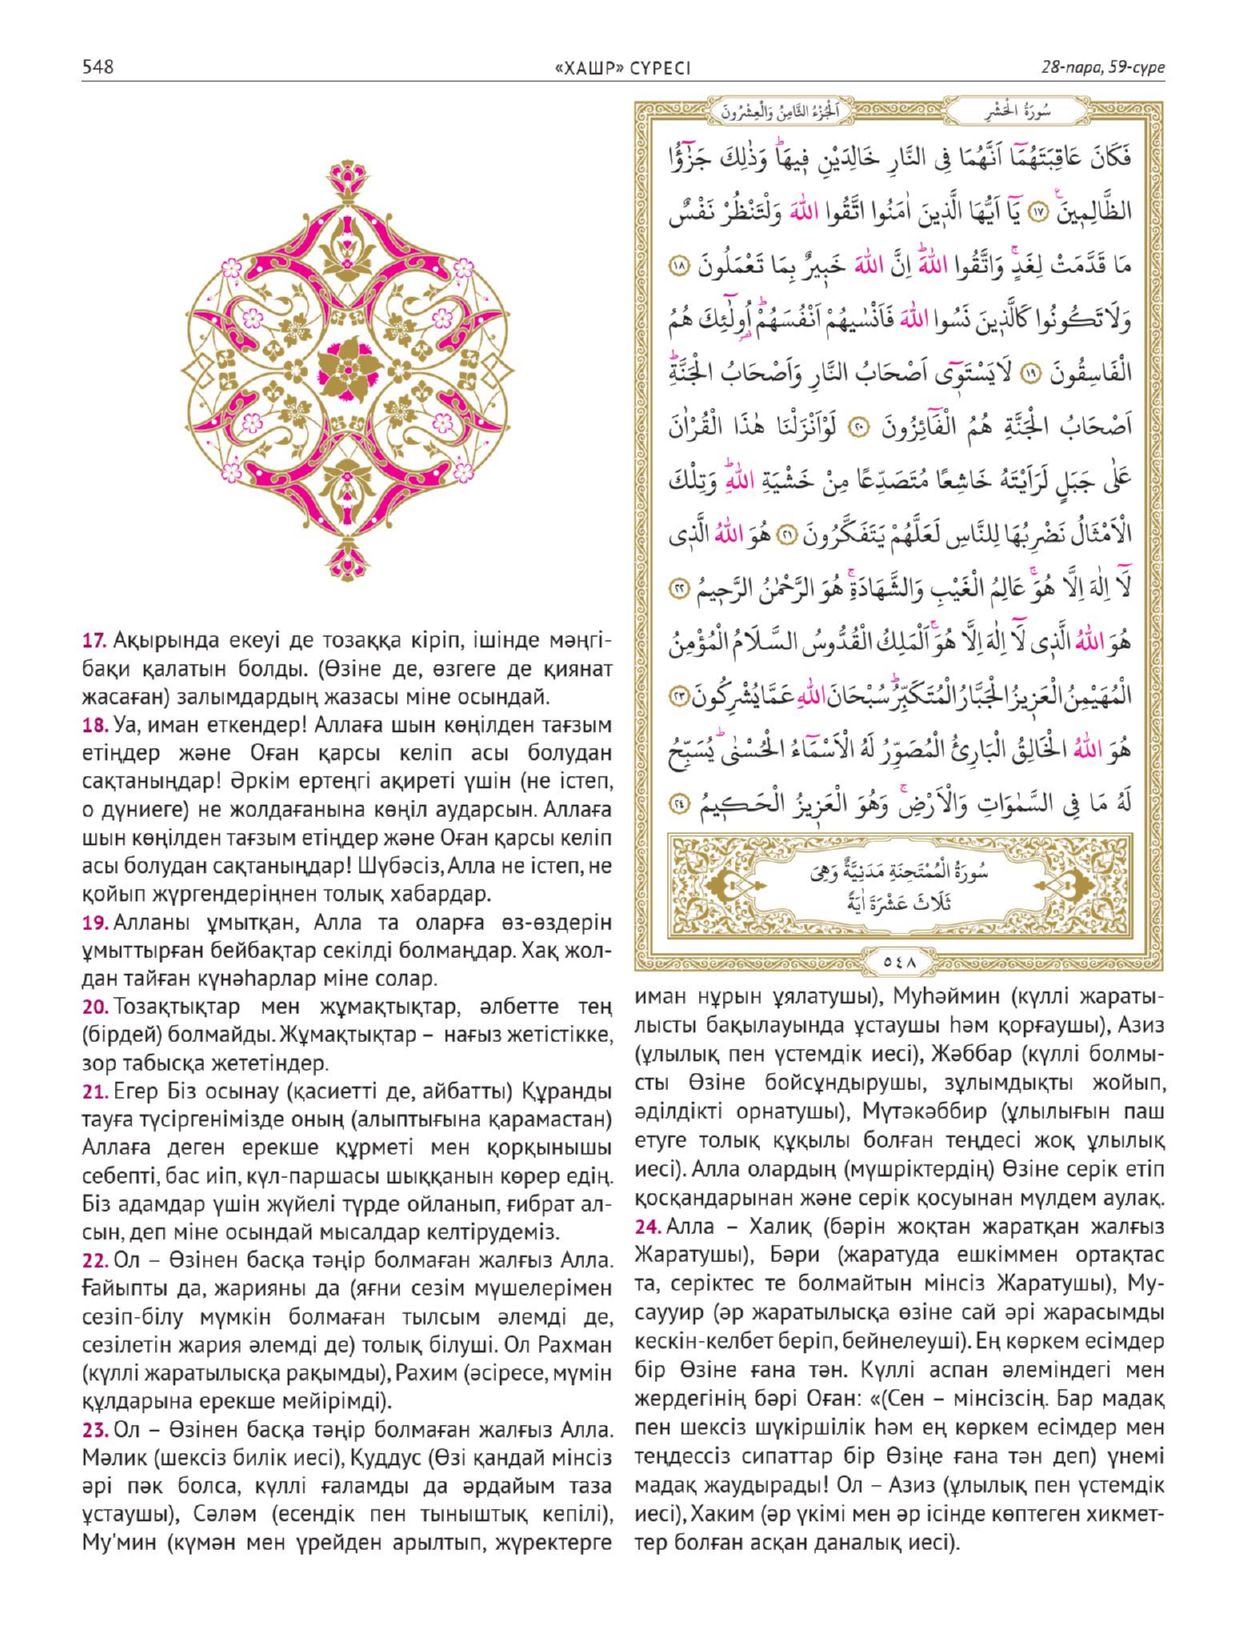 548
«ХАШР» СҮРЕСІ
28-пара, 59-сүре
اَلْجُزْءُ الثَّامِنُ وَالْعِشْرُونَ
سُورَةُ الْحَشْرِ
فَكَانَ عَاقِبَتَهُمَٓا اَنَّهُمَا فِى النَّارِ خَالِدَيْنِ ف۪يهَاۜ وَذٰلِكَ جَزٰٓؤُا
الظَّالِم۪ينَ ﴿١٧﴾ يَٓا اَيُّهَا الَّذ۪ينَ اٰمَنُوا اتَّقُوا اللّٰهَ وَلْتَنْظُرْ نَفْسٌ
مَا قَدَّمَتْ لِغَدٍۚ وَاتَّقُوا اللّٰهَۜ اِنَّ اللّٰهَ خَب۪يرٌ بِمَا تَعْمَلُونَ ﴿١٨﴾
وَلَا تَكُونُوا كَالَّذ۪ينَ نَسُوا اللّٰهَ فَاَنْسٰيهُمْ اَنْفُسَهُمْۜ اُو۬لٰٓئِكَ هُمُ
الْفَاسِقُونَ ﴿١٩﴾ لَا يَسْتَو۪ٓى اَصْحَابُ النَّارِ وَاَصْحَابُ الْجَنَّةِۜ
اَصْحَابُ الْجَنَّةِ هُمُ الْفَٓائِزُونَ ﴿٢٠﴾ لَوْ اَنْزَلْنَا هٰذَا الْقُرْاٰنَ
عَلٰى جَبَلٍ لَرَاَيْتَهُ خَاشِعًا مُتَصَدِّعًا مِنْ خَشْيَةِ اللّٰهِۜ وَتِلْكَ
الْاَمْثَالُ نَضْرِبُهَا لِلنَّاسِ لَعَلَّهُمْ يَتَفَكَّرُونَ ﴿٢١﴾ هُوَ اللّٰهُ الَّذ۪ى
لَٓا اِلٰهَ اِلَّا هُوَۚ عَالِمُ الْغَيْبِ وَالشَّهَادَةِۚ هُوَ الرَّحْمٰنُ الرَّح۪يمُ ﴿٢٢﴾
هُوَ اللّٰهُ الَّذ۪ى لَٓا اِلٰهَ اِلَّا هُوَۚ اَلْمَلِكُ الْقُدُّوسُ السَّلَامُ الْمُؤْمِنُ
الْمُهَيْمِنُ الْعَز۪يزُ الْجَبَّارُ الْمُتَكَبِّرُۜ سُبْحَانَ اللّٰهِ عَمَّا يُشْرِكُونَ ﴿٢٣﴾
هُوَ اللّٰهُ الْخَالِقُ الْبَارِئُ الْمُصَوِّرُ لَهُ الْاَسْمَٓاءُ الْحُسْنٰىۜ يُسَبِّحُ
لَهُ مَا فِى السَّمٰوَاتِ وَالْاَرْضِۚ وَهُوَ الْعَز۪يزُ الْحَك۪يمُ ﴿٢٤﴾
سُورَةُ الْمُمْتَحِنَةِ مَدَنِيَّةٌ وَهِىَ
ثَلَاثَ عَشْرَةَ اٰيَةً
٥٤٨
17. Ақырында екеуі де тозаққа кіріп, ішінде мәңгі-
бақи қалатын болды. (Өзіне де, өзгеге де қиянат
жасаған) залымдардың жазасы міне осындай.
18. Уа, иман еткендер! Аллаға шын көңілден тағзым
етіңдер және Оған қарсы келіп асы болудан
сақтаныңдар! Әркім ертеңгі ақиреті үшін (не істеп,
о дүниеге) не жолдағанына көңіл аударсын. Аллаға
шын көңілден тағзым етіңдер және Оған қарсы келіп
асы болудан сақтаныңдар! Шүбәсіз, Алла не істеп, не
қойып жүргендеріңнен толық хабардар.
19. Алланы ұмытқан, Алла та оларға өз-өздерін
ұмыттырған бейбақтар секілді болмаңдар. Хақ жол-
дан тайған күнәһарлар міне солар.
20. Тозақтықтар мен жұмақтықтар, әлбетте тең
(бірдей) болмайды. Жұмақтықтар – нағыз жетістікке,
зор табысқа жететіндер.
21. Егер Біз осынау (қасиетті де, айбатты) Құранды
тауға түсіргенімізде оның (алыптығына қарамастан)
Аллаға деген ерекше құрметі мен қорқынышы
себепті, бас иіп, күл-паршасы шыққанын көрер едің.
Біз адамдар үшін жүйелі түрде ойланып, ғибрат ал-
сын, деп міне осындай мысалдар келтірудеміз.
22. Ол – Өзінен басқа тәңір болмаған жалғыз Алла.
Ғайыпты да, жарияны да (яғни сезім мүшелерімен
сезіп-білу мүмкін болмаған тылсым әлемді де,
сезілетін жария әлемді де) толық білуші. Ол Рахман
(күллі жаратылысқа рақымды), Рахим (әсіресе, мүмін
құлдарына ерекше мейірімді).
23. Ол – Өзінен басқа тәңір болмаған жалғыз Алла.
Мәлик (шексіз билік иесі), Қуддус (Өзі қандай мінсіз
әрі пәк болса, күллі ғаламды да әрдайым таза
ұстаушы), Сәләм (есендік пен тыныштық кепілі),
Му'мин (күмән мен үрейден арылтып, жүректерге
иман нұрын ұялатушы), Муһәймин (күллі жараты-
лысты бақылауында ұстаушы һәм қорғаушы), Азиз
(ұлылық пен үстемдік иесі), Жәббар (күллі болмы-
сты Өзіне бойсұндырушы, зұлымдықты жойып,
әділдікті орнатушы), Мүтәкәббир (ұлылығын паш
етуге толық құқылы болған теңдесі жоқ ұлылық
иесі). Алла олардың (мүшріктердің) Өзіне серік етіп
қосқандарынан және серік қосуынан мүлдем аулақ.
24. Алла – Халиқ (бәрін жоқтан жаратқан жалғыз
Жаратушы), Бәри (жаратуда ешкіммен ортақтас
та, серіктес те болмайтын мінсіз Жаратушы), Му-
саууир (әр жаратылысқа өзіне сай әрі жарасымды
кескін-келбет беріп, бейнелеуші). Ең көркем есімдер
бір Өзіне ғана тән. Күллі аспан әлеміндегі мен
жердегінің бәрі Оған: «(Сен – мінсізсің. Бар мадақ
пен шексіз шүкіршілік һәм ең көркем есімдер мен
теңдессіз сипаттар бір Өзіңе ғана тән деп) үнемі
мадақ жаудырады! Ол – Азиз (ұлылық пен үстемдік
иесі), Хаким (әр үкімі мен әр ісінде көптеген хикмет-
тер болған асқан даналық иесі).